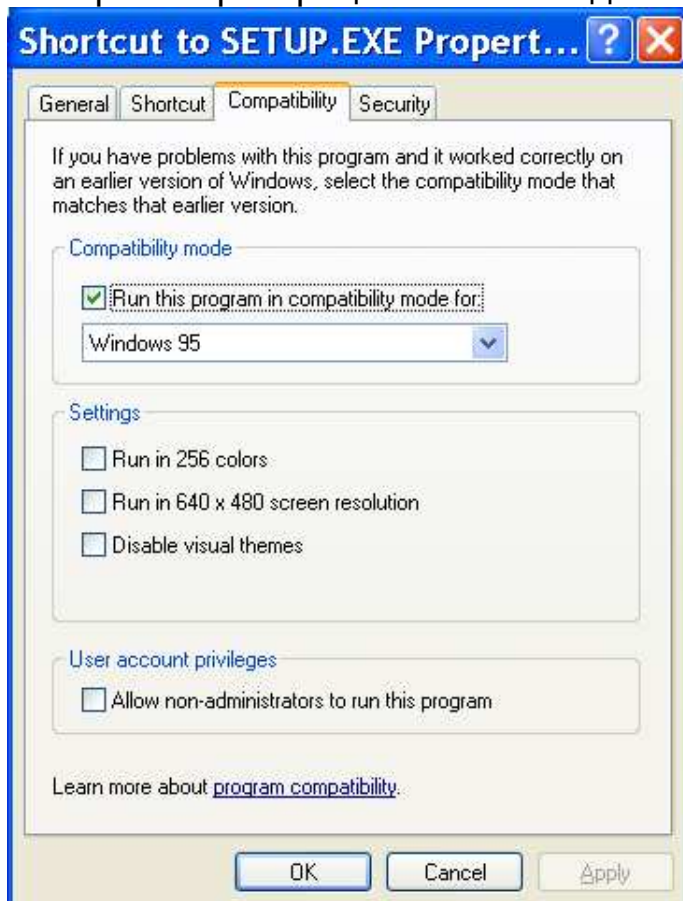 Shortcut to SETUP.EXE Propert...
General Shortcut Compatibility Security
If you have problems with this program and it worked correctly on
an earlier version of Windows, select the compatibility mode that
matches that earlier version.
Compatibility mode
Run this program in compatibility mode for:
Windows 95
Settings
Run in 256 colors
Run in 640 x 480 screen resolution
Disable visual themes
User account privileges
Allow non-administrators to run this program
Learn more about program compatibility.
OK Cancel Apply